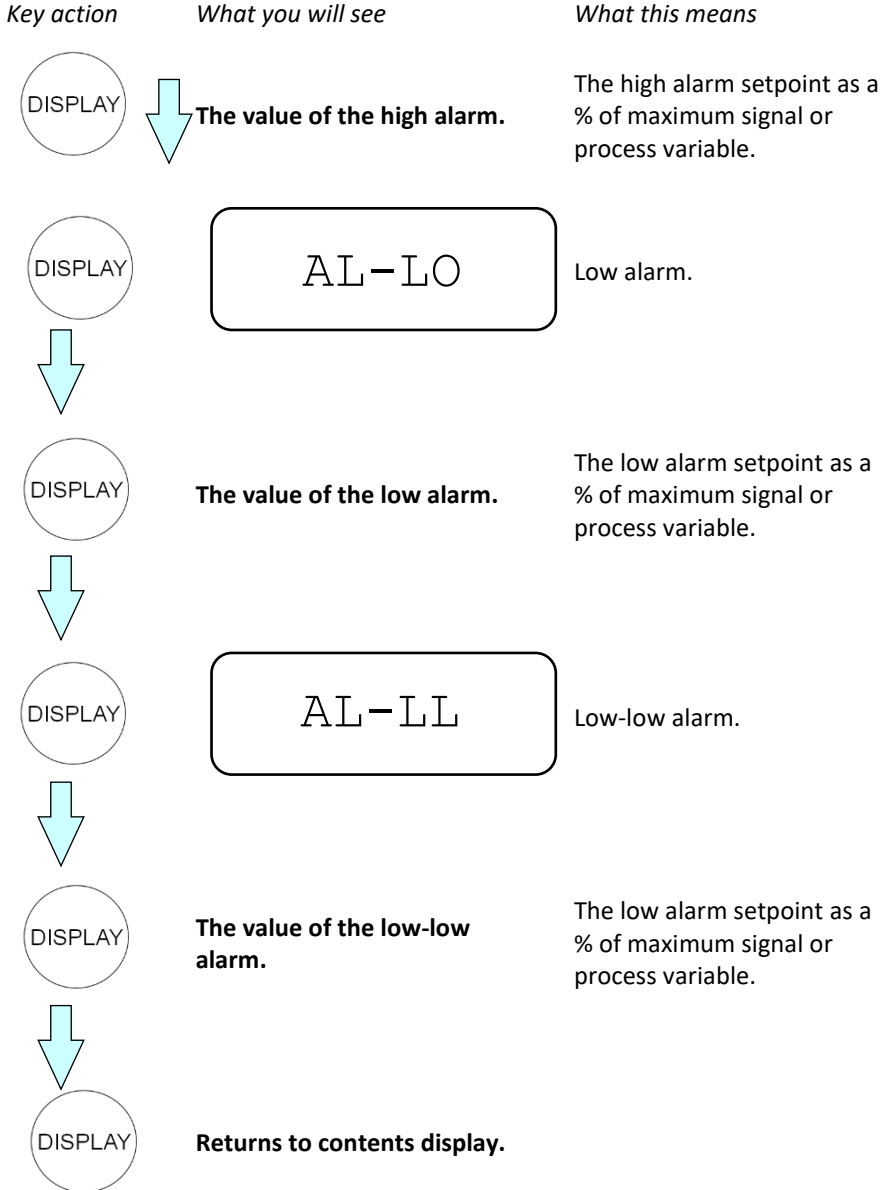 Key action What you will see What this means
DISPLAY
The value of the high alarm.
The high alarm setpoint as a
% of maximum signal or
process variable.
DISPLAY
AL-LO
Low alarm.
DISPLAY
The value of the low alarm.
The low alarm setpoint as a
% of maximum signal or
process variable.
DISPLAY
AL-LL
Low-low alarm.
DISPLAY
The value of the low-low
alarm.
The low alarm setpoint as a
% of maximum signal or
process variable.
DISPLAY
Returns to contents display.